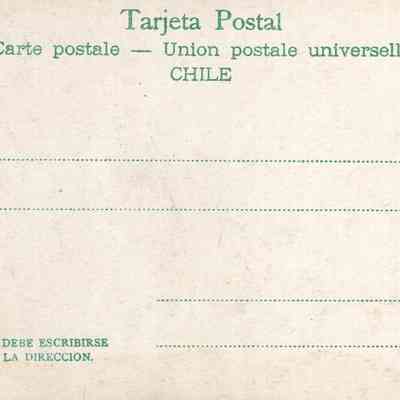 Tarjeta Postal
Carte postale — Union postale universell
CHILE
DEBE ESCRIBIRSE
LA DIRECCION.